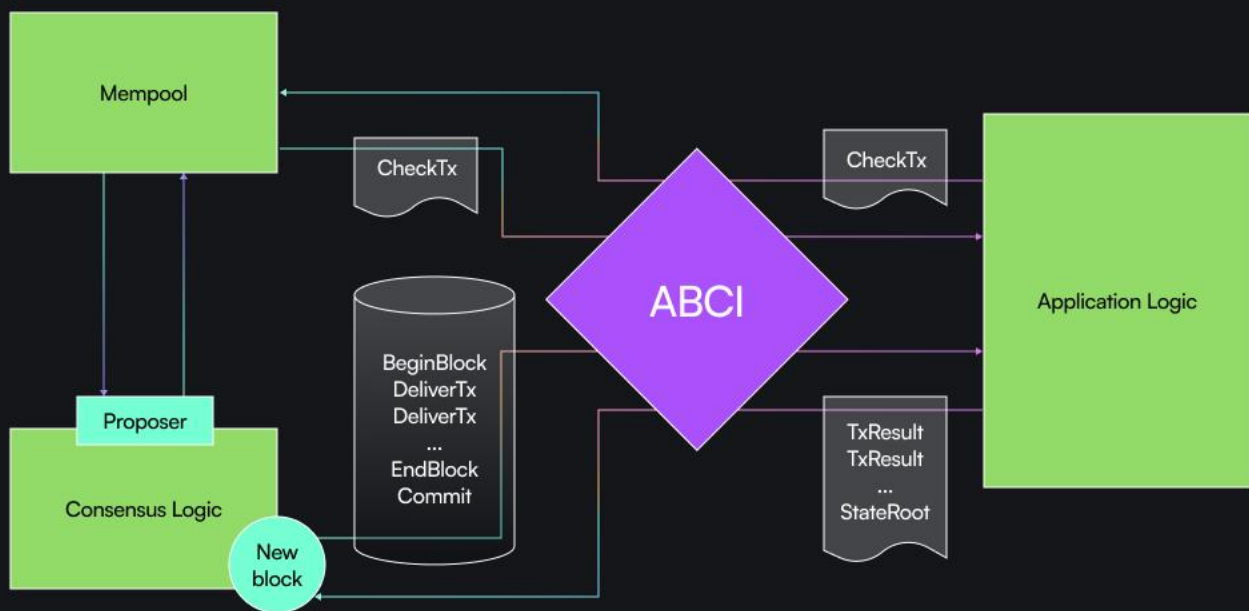 Mempool
CheckTx
CheckTx
ABCI
Application Logic
BeginBlock
DeliverTx
DeliverTx
...
EndBlock
Commit
Proposer
Consensus Logic
New
block
TxResult
TxResult
...
StateRoot